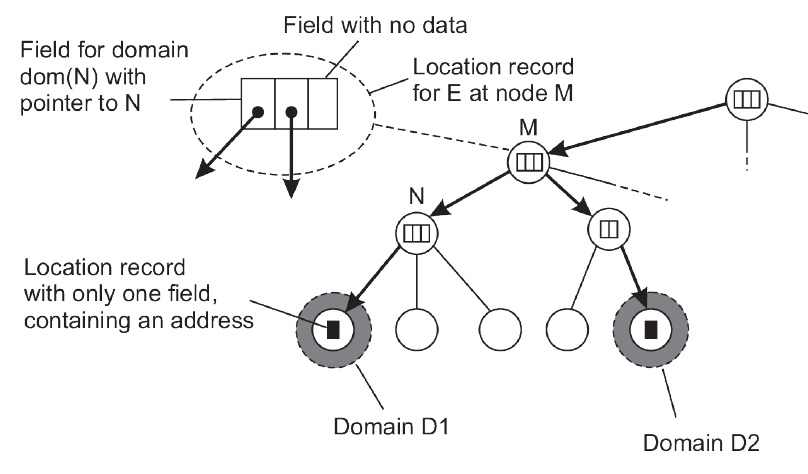 Field with no data
Field for domain
dom(N) with
pointer to N
Location record
for E at node M
M
N
Location record
with only one field,
containing an address
Domain D1
Domain D2